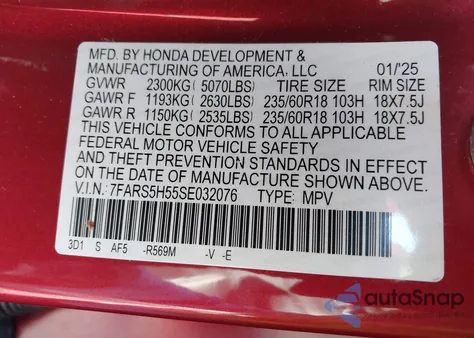 MFD. BY HONDA DEVELOPMENT &
MANUFACTURING OF AMERICA, LLC 01/'25
GVWR 2300KG ( 5070LBS) TIRE SIZE RIM SIZE
GAWR F 1193KG ( 2630LBS) 235/60R18 103H 18X7.5J
GAWR R 1150KG ( 2535LBS) 235/60R18 103H 18X7.5J
THIS VEHICLE CONFORMS TO ALL APPLICABLE
FEDERAL MOTOR VEHICLE SAFETY
AND THEFT PREVENTION STANDARDS IN EFFECT
ON THE DATE OF MANUFACTURE SHOWN ABOVE.
V.I.N.: 7FARS5H55SE032076 TYPE: MPV
3D1 S AF5 -R569M -V -E
autoSnap